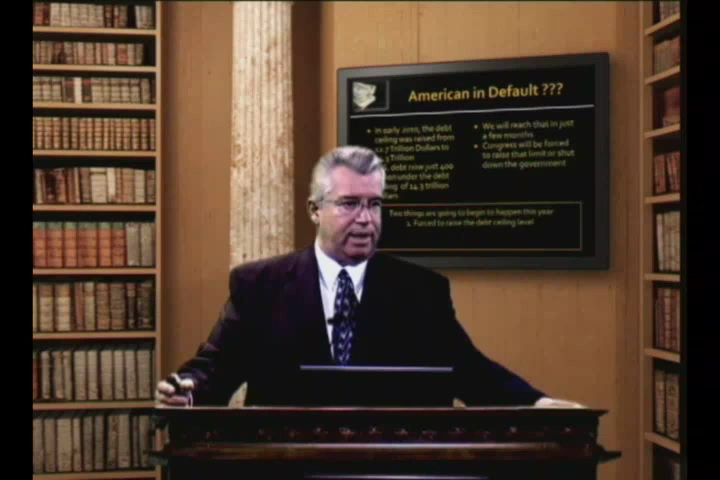 American in Default ???
In early 2010, the debt
ceiling was raised from
12.7 Trillion Dollars to
Trillion
debt now just 400
under the debt
of 14.3 trillion
We will reach that in just
a few months
Congress will be forced
to raise that limit or shut
down the government
Two things are going to begin to happen this year
1. Forced to raise the debt ceiling level